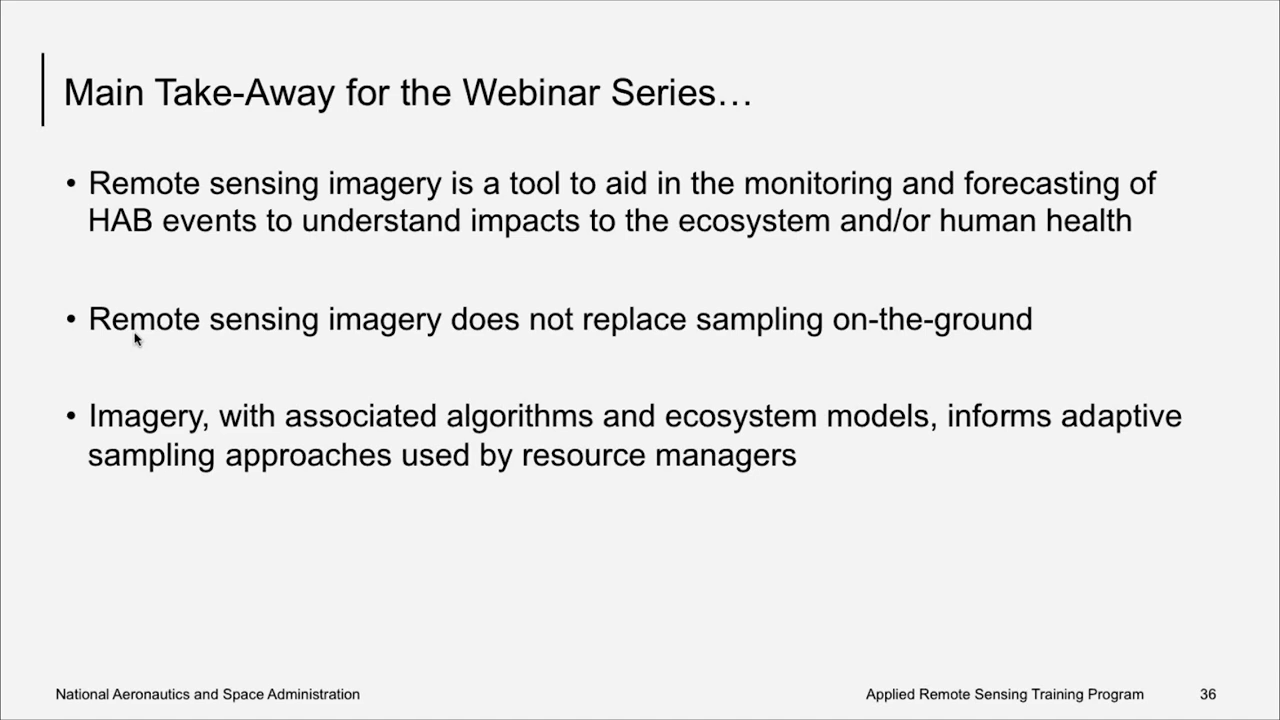 Main Take-Away for the Webinar Series…
• Remote sensing imagery is a tool to aid in the monitoring and forecasting of
HAB events to understand impacts to the ecosystem and/or human health
• Remote sensing imagery does not replace sampling on-the-ground
• Imagery, with associated algorithms and ecosystem models, informs adaptive
sampling approaches used by resource managers
National Aeronautics and Space Administration
Applied Remote Sensing Training Program
36